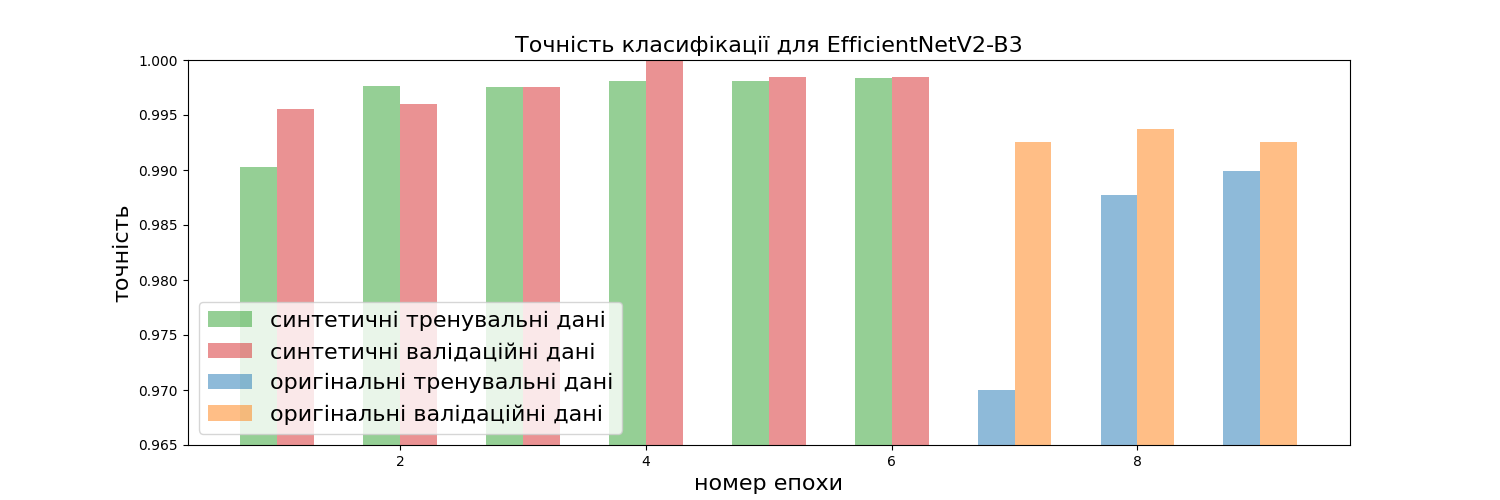 Точність класифікації для EfficientNetV2-B3
точність
1.000
0.995
0.990
0.985
0.980
0.975
0.970
0.965
синтетичні тренувальні дані
синтетичні валідаційні дані
оригінальні тренувальні дані
оригінальні валідаційні дані
2 4 6 8
номер епохи